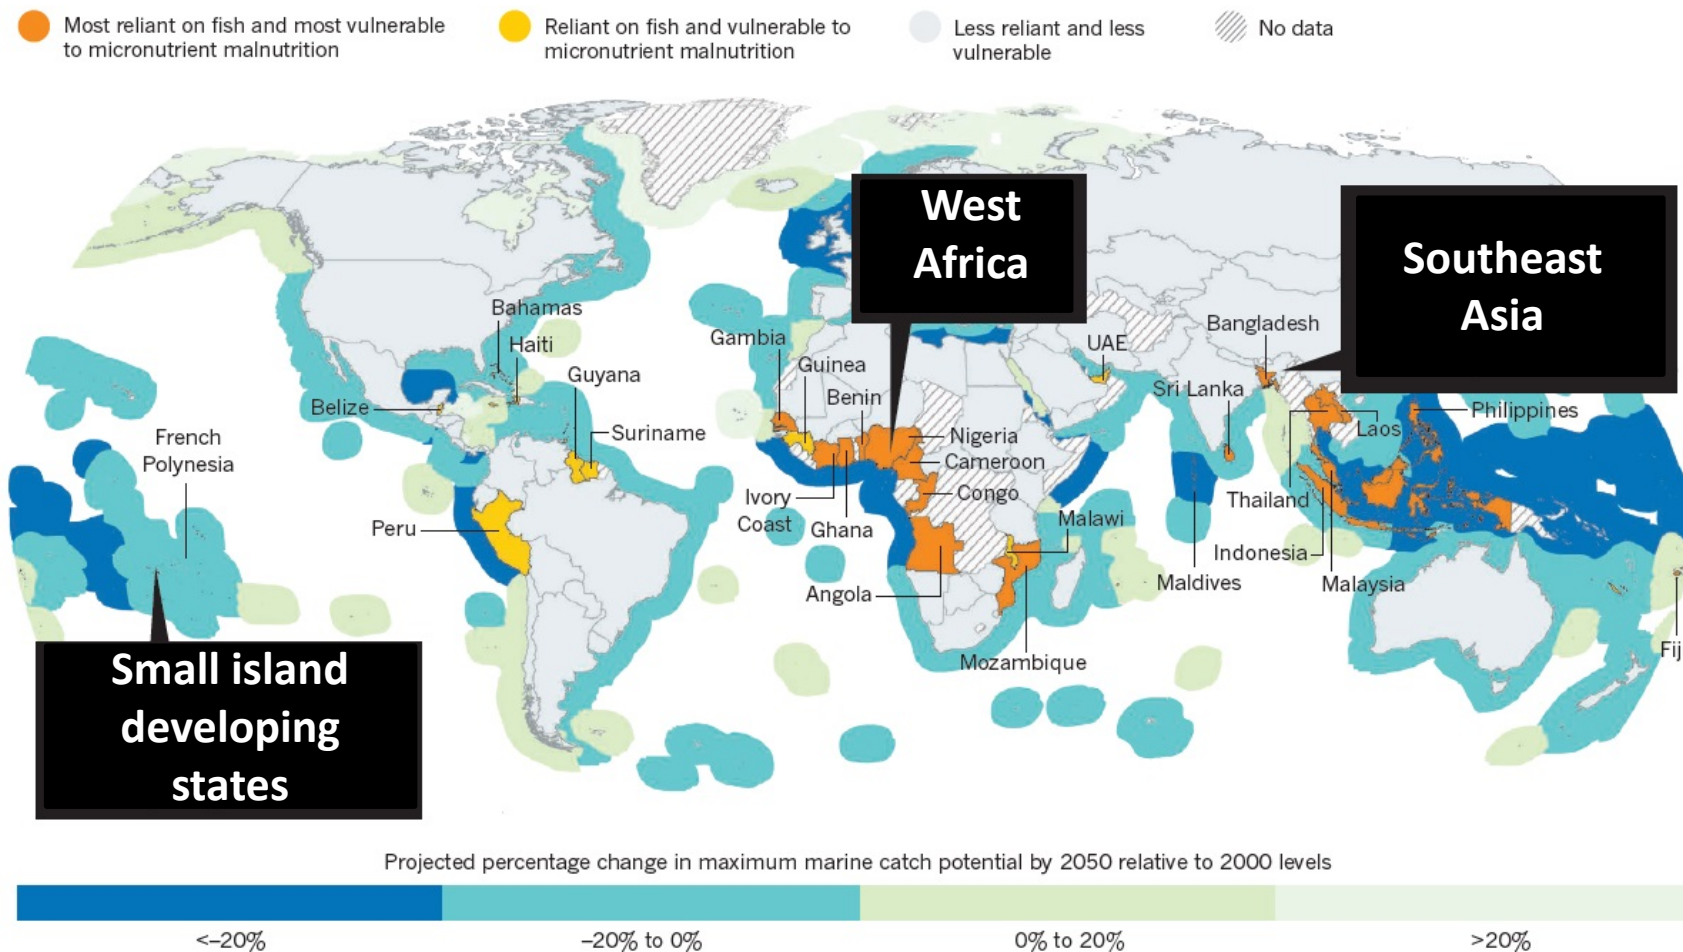 Most reliant on fish and most vulnerable
to micronutrient malnutrition
Reliant on fish and vulnerable to
micronutrient malnutrition
Less reliant and less
vulnerable
No data
West
Africa
Southeast
Asia
Bahamas
Haiti
Guyana
Belize
Suriname
French
Polynesia
Peru
Gambia
Guinea
Benin
Nigeria
Cameroon
Congo
Ivory
Coast
Ghana
Malawi
Angola
Mozambique
UAE
Bangladesh
Sri Lanka
Philippines
Laos
Thailand
Indonesia
Maldives
Malaysia
Fij
Small island
developing
states
Projected percentage change in maximum marine catch potential by 2050 relative to 2000 levels
<–20%
–20% to 0%
0% to 20%
>20%